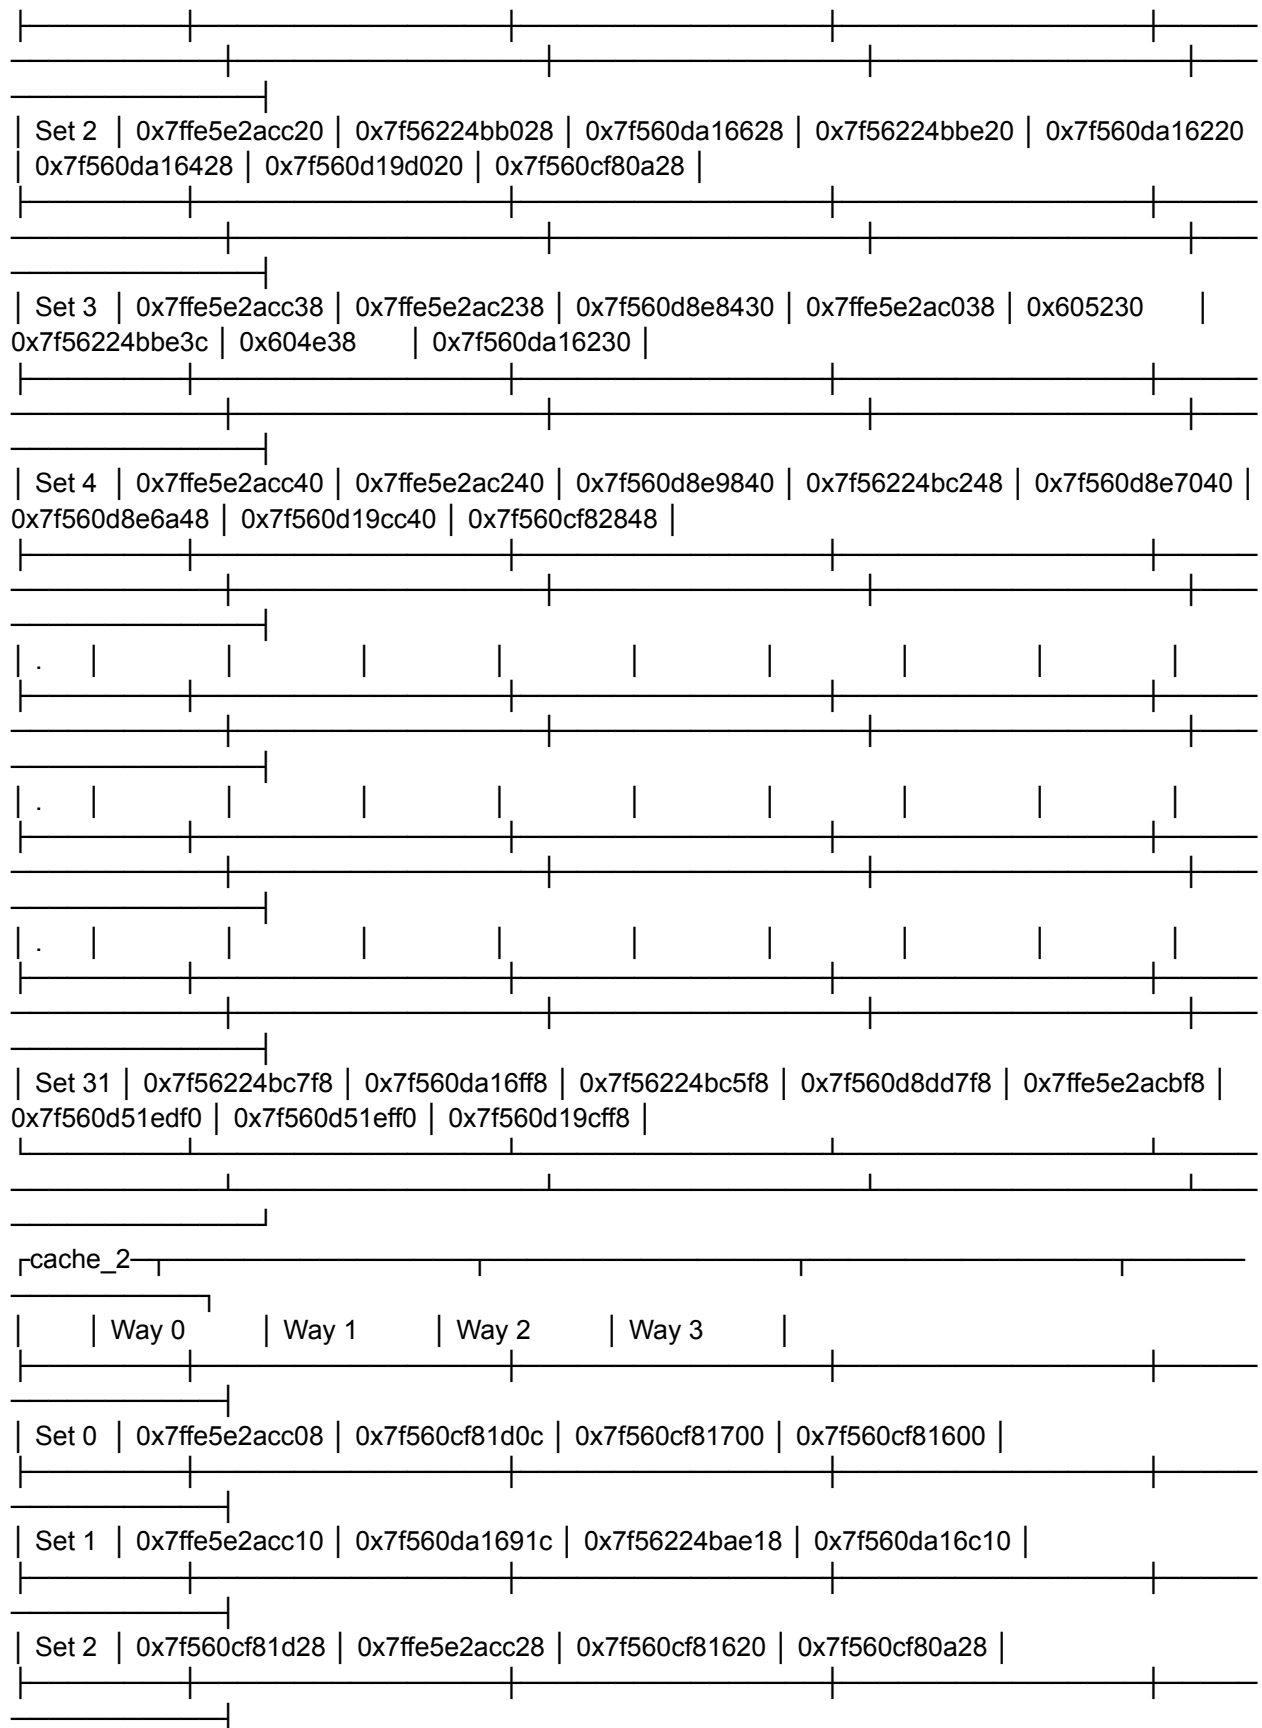 │ Set 2 │ 0x7ffe5e2acc20 │ 0x7f56224bb028 │ 0x7f560da16628 │ 0x7f56224bbe20 │ 0x7f560da16220
│ 0x7f560da16428 │ 0x7f560d19d020 │ 0x7f560cf80a28 │
│ Set 3 │ 0x7ffe5e2acc38 │ 0x7ffe5e2ac238 │ 0x7f560d8e8430 │ 0x7ffe5e2ac038 │ 0x605230 │
0x7f56224bbe3c │ 0x604e38 │ 0x7f560da16230 │
│ Set 4 │ 0x7ffe5e2acc40 │ 0x7ffe5e2ac240 │ 0x7f560d8e9840 │ 0x7f56224bc248 │ 0x7f560d8e7040 │
0x7f560d8e6a48 │ 0x7f560d19cc40 │ 0x7f560cf82848 │
│ . │ │ │ │ │ │ │ │ │
│ . │ │ │ │ │ │ │ │ │
│ . │ │ │ │ │ │ │ │ │
│ Set 31 │ 0x7f56224bc7f8 │ 0x7f560da16ff8 │ 0x7f56224bc5f8 │ 0x7f560d8dd7f8 │ 0x7ffe5e2acbf8 │
0x7f560d51edf0 │ 0x7f560d51eff0 │ 0x7f560d19cff8 │
cache_2
│ │ Way 0 │ Way 1 │ Way 2 │ Way 3 │
│ Set 0 │ 0x7ffe5e2acc08 │ 0x7f560cf81d0c │ 0x7f560cf81700 │ 0x7f560cf81600 │
│ Set 1 │ 0x7ffe5e2acc10 │ 0x7f560da1691c │ 0x7f56224bae18 │ 0x7f560da16c10 │
│ Set 2 │ 0x7f560cf81d28 │ 0x7ffe5e2acc28 │ 0x7f560cf81620 │ 0x7f560cf80a28 │